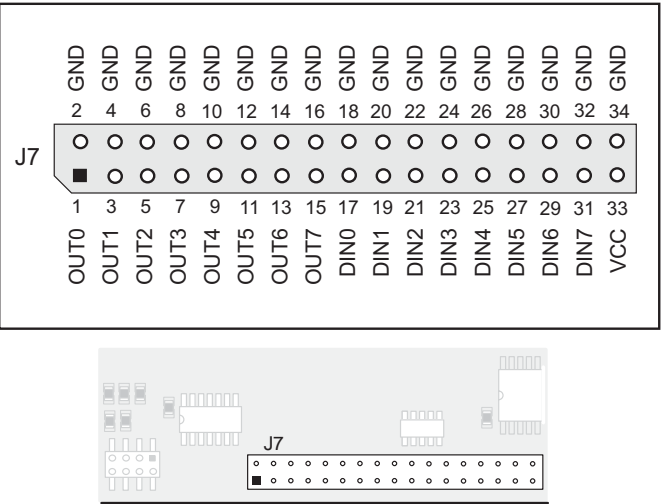 GND GND GND GND GND GND GND GND GND GND GND GND GND GND GND GND GND
2 4 6 8 10 12 14 16 18 20 22 24 26 28 30 32 34
J7
1 3 5 7 9 11 13 15 17 19 21 23 25 27 29 31 33
OUT0 OUT1 OUT2 OUT3 OUT4 OUT5 OUT6 OUT7 DIN0 DIN1 DIN2 DIN3 DIN4 DIN5 DIN6 DIN7 VCC
J7